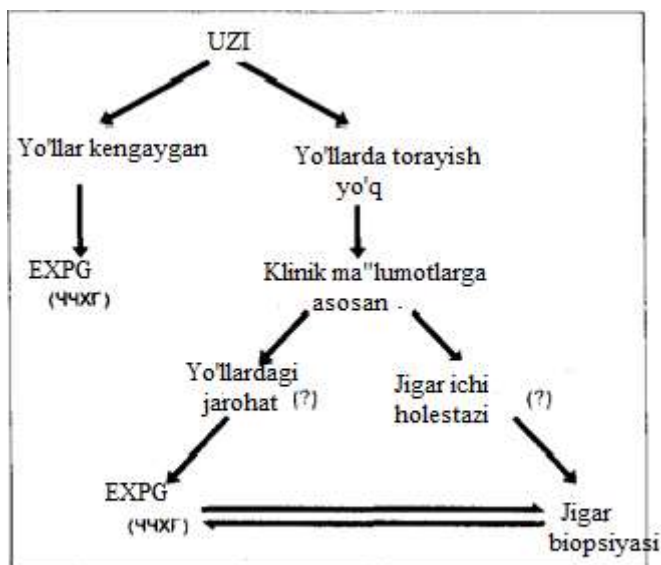 UZI
Yo'llar kengaygan
Yo'llarda torayish
yo'q
EXPG
(ЧЧХГ)
Klinik ma''lumotlarga
asosan .
Yo'llardagi
jarohat (?)
Jigar ichi
holestazi (?)
EXPG
(ЧЧХГ)
Jigar
biopsiyasi